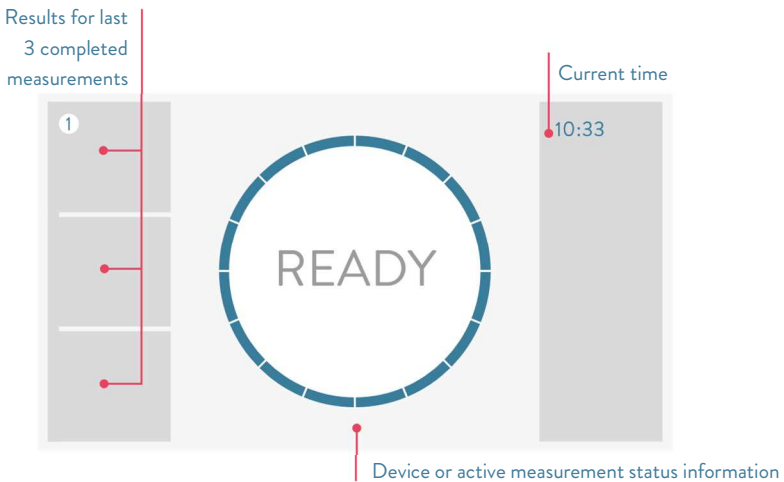 Results for last
3 completed
measurements
Current time
1
10:33
READY
Device or active measurement status information